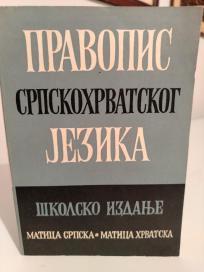 ПРАВОПИС
СРПСКОХРВАТСКОГ
ЈЕЗИКА
ШКОЛСКО ИЗДАЊЕ
МАТИЦА СРПСКА • МАТИЦА ХРВАТСКА